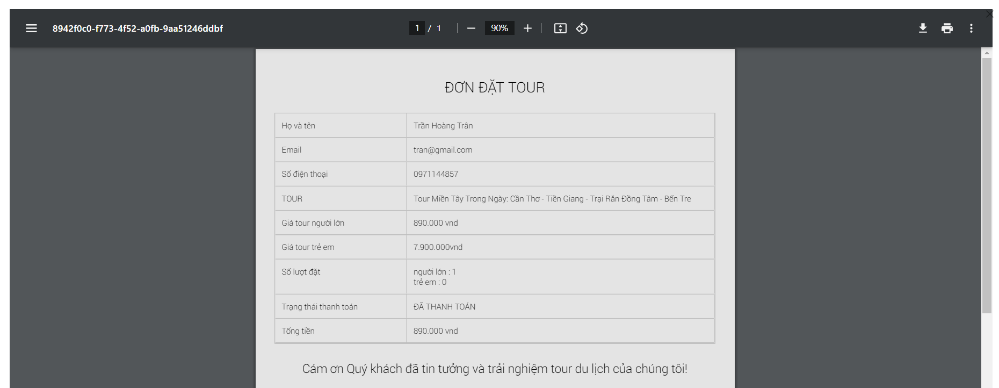 8942f0c0-f773-4f52-a0fb-9aa51246ddbf
1 / 1
90%
ĐƠN ĐẶT TOUR
Họ và tên Trần Hoàng Trân
Email tran@gmail.com
Số điện thoại 0971144857
TOUR Tour Miền Tây Trong Ngày: Cần Thơ - Tiền Giang - Trại Rắn Đồng Tâm - Bến Tre
Giá tour người lớn 890.000 vnd
Giá tour trẻ em 7.900.000vnd
Số lượt đặt người lớn : 1
trẻ em : 0
Trạng thái thanh toán ĐÃ THANH TOÁN
Tổng tiền 890.000 vnd
Cám ơn Quý khách đã tin tưởng và trải nghiệm tour du lịch của chúng tôi!